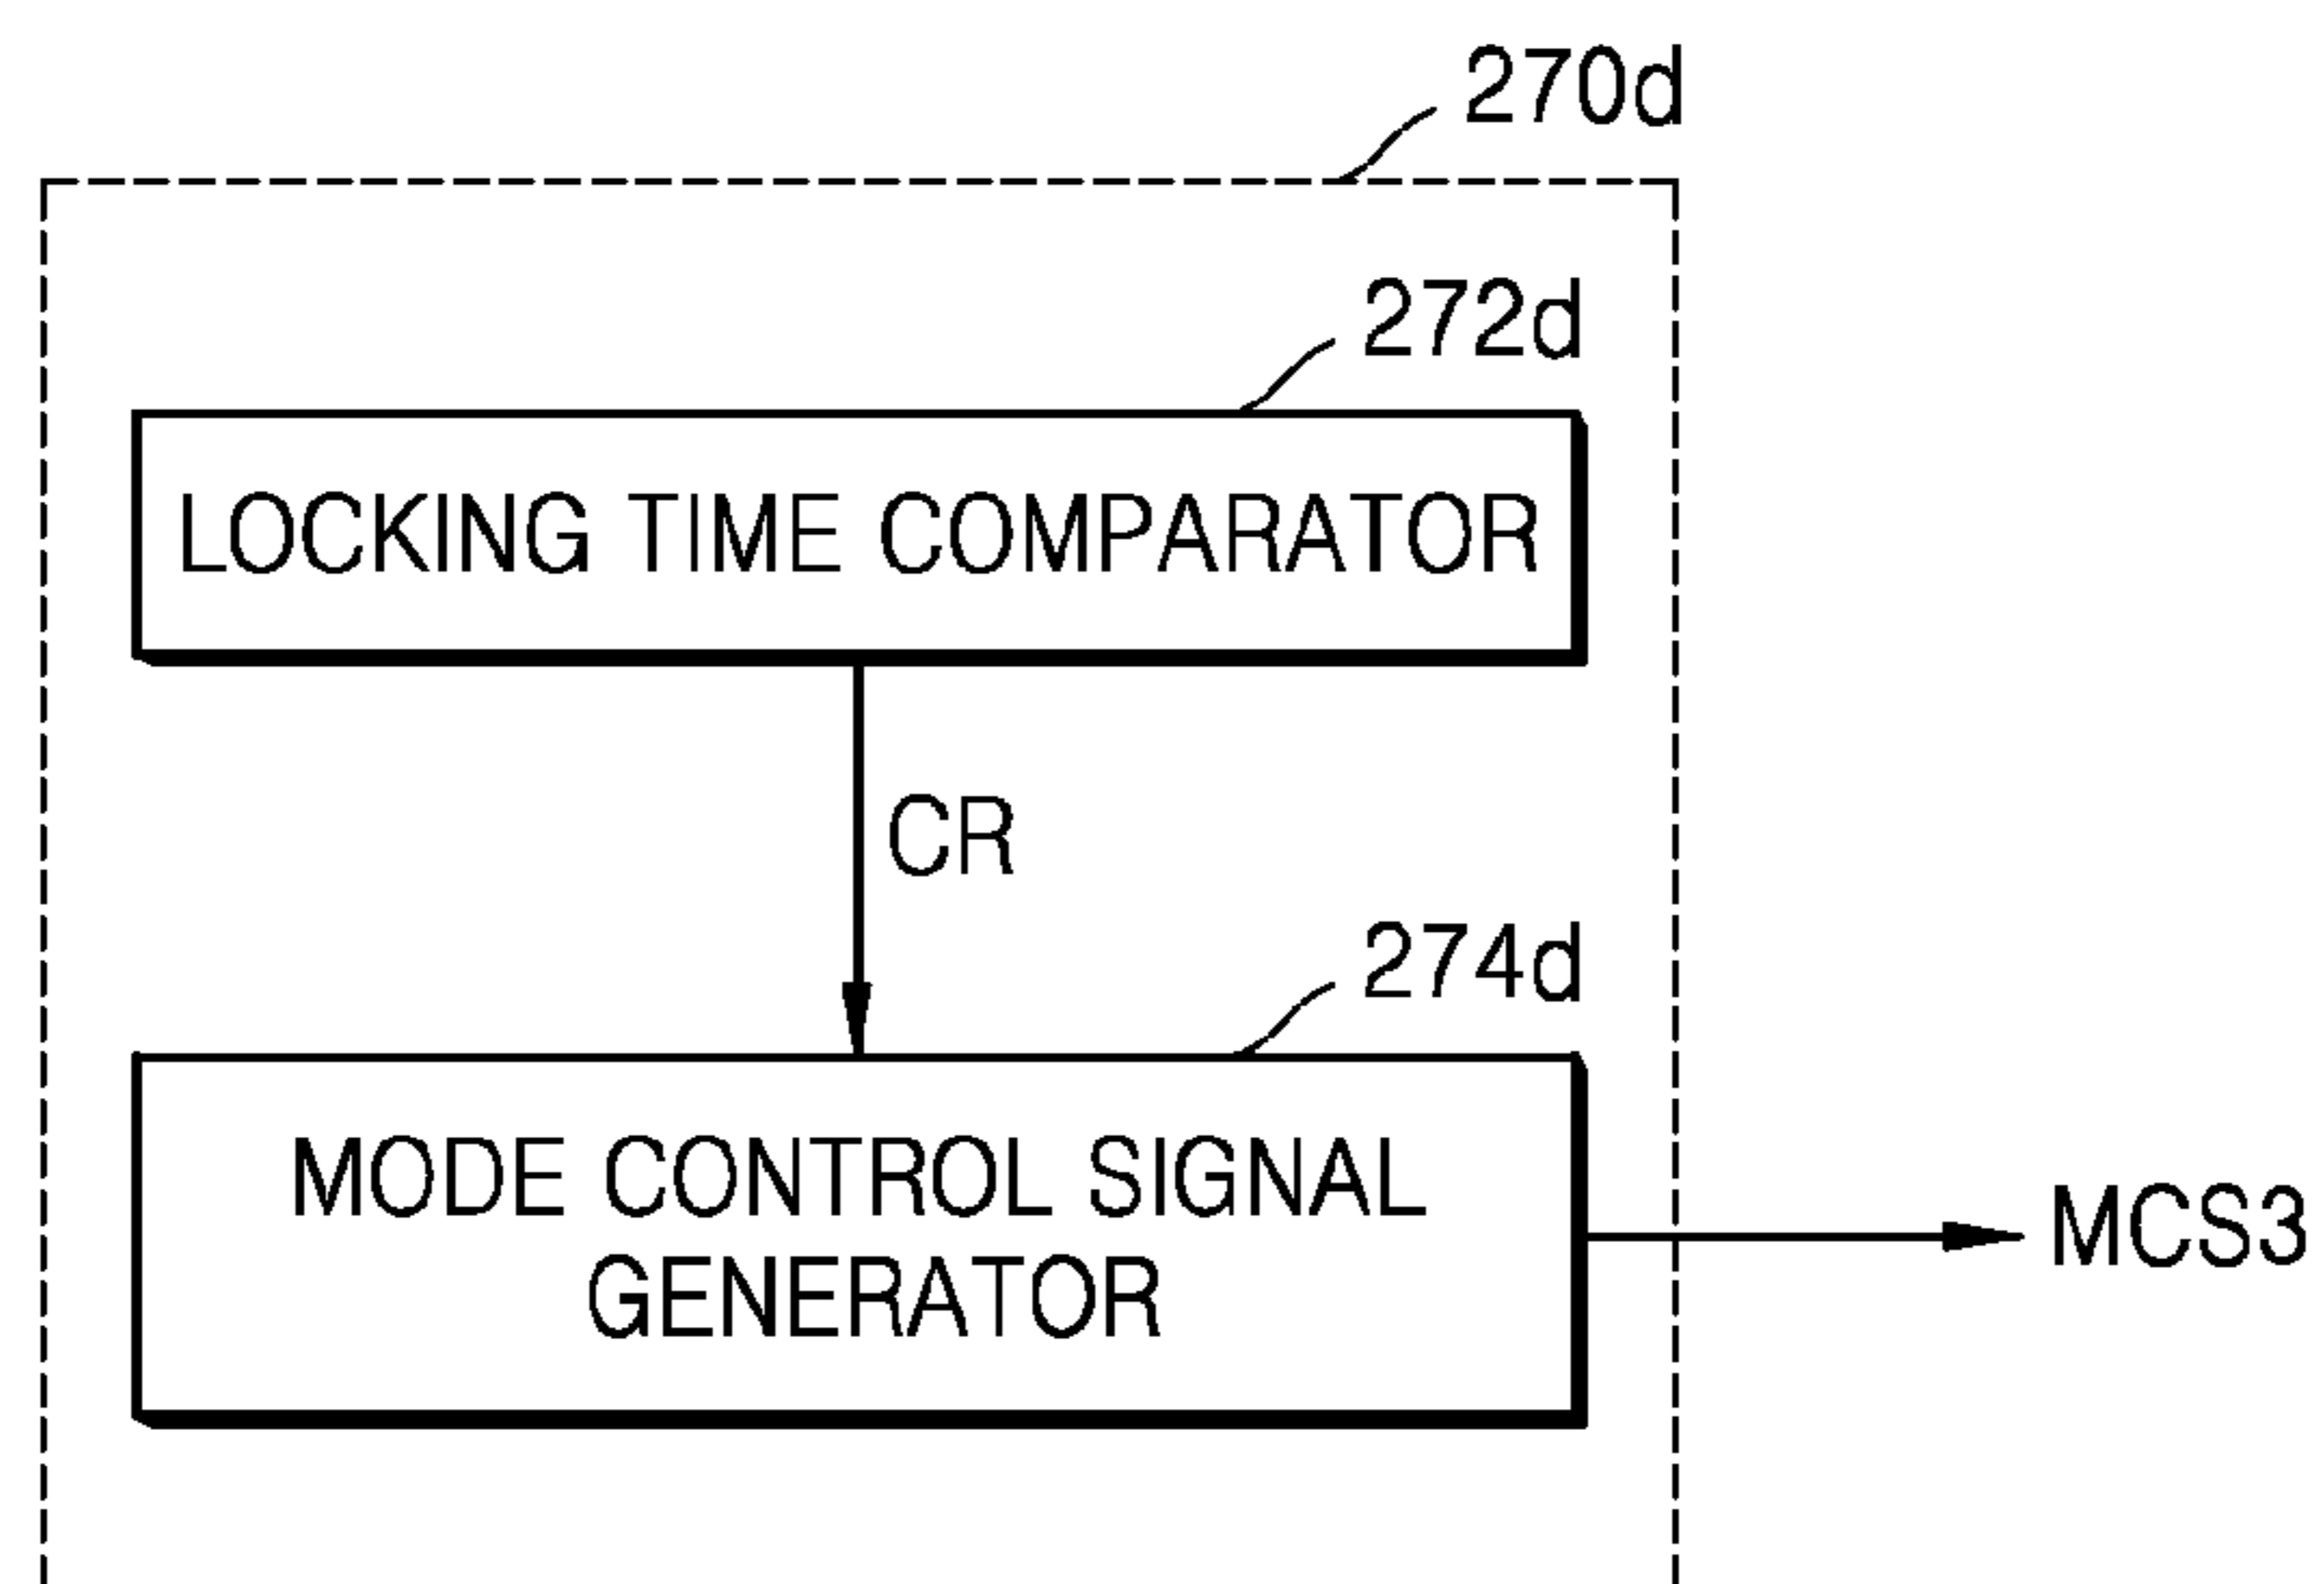 270d
272d
LOCKING TIME COMPARATOR
CR
274d
MODE CONTROL SIGNAL
GENERATOR
MCS3